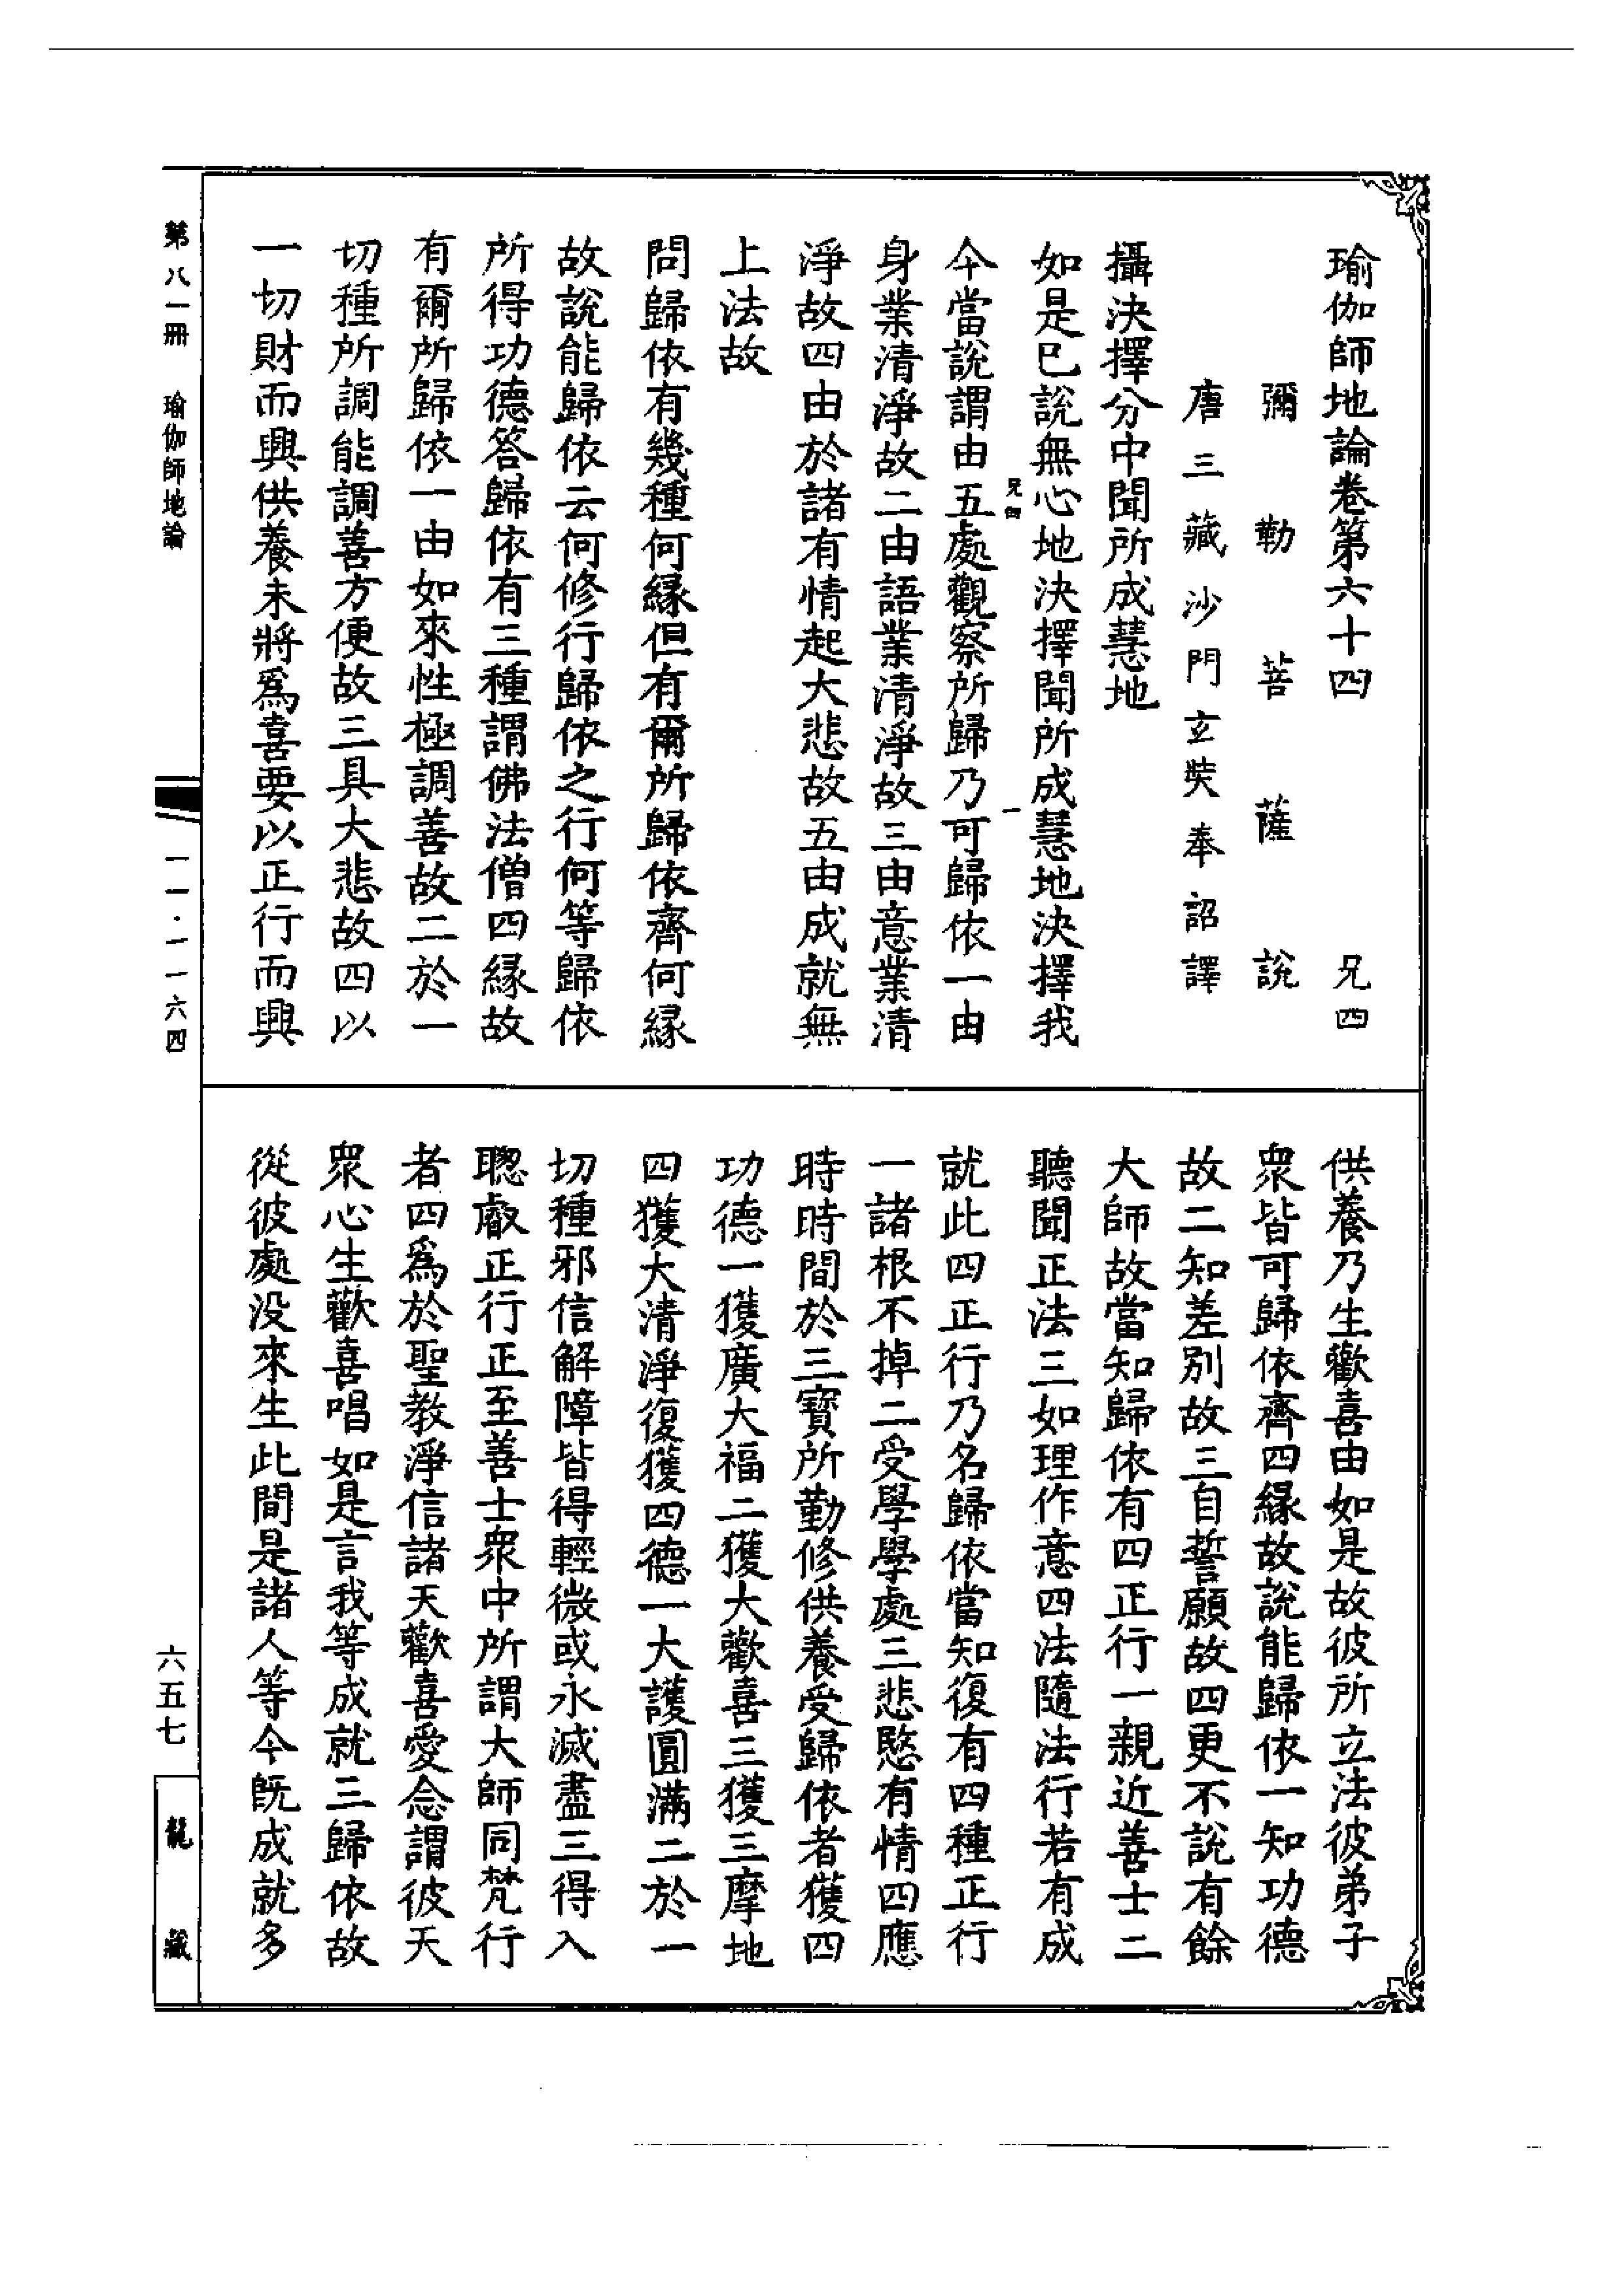 瑜伽師地論卷第六十四 兄四
彌勒菩薩說
唐三藏沙門玄奘奉詔譯
攝決擇分中聞所成慧地
如是已說無心地決擇聞所成慧地決擇我
兄四 一
今當說謂由五處觀察所歸乃可歸依一由
身業清淨故二由語業清淨故三由意業清
淨故四由於諸有情起大悲故五由成就無
上法故
問歸依有幾種何緣但有爾所歸依齊何緣
故說能歸依云何修行歸依之行何等歸依
所得功德答歸依有三種謂佛法僧四緣故
有爾所歸依一由如來性極調善故二於一
切種所調能調善方便故三具大悲故四以
一切財而興供養未將爲喜要以正行而興
供養乃生歡喜由如是故彼所立法彼弟子
衆皆可歸依齊四緣故說能歸依一知功德
故二知差別故三自誓願故四更不說有餘
大師故當知歸依有四正行一親近善士二
聽聞正法三如理作意四法隨法行若有成
就此四正行乃名歸依當知復有四種正行
一諸根不掉二受學學處三悲愍有情四應
時時間於三寶所勤修供養受歸依者獲四
功德一獲廣大福二獲大歡喜三獲三摩地
四獲大清淨復獲四德一大護圓滿二於一
切種邪信解障皆得輕微或永滅盡三得入
聰叡正行正至善士衆中所謂大師同梵行
者四爲於聖教淨信諸天歡喜愛念謂彼天
衆心生歡喜唱如是言我等成就三歸依故
從彼處没來生此間是諸人等今旣成就多
第八一冊 瑜伽師地論 一一·一一六四 六五七
龍藏